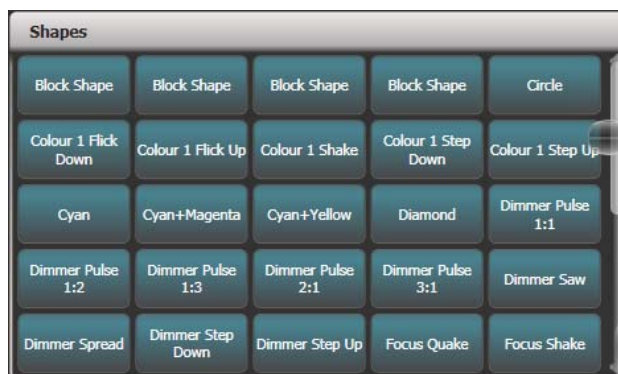 Shapes
Block Shape
Block Shape
Block Shape
Block Shape
Circle
Colour 1 Flick
Down
Colour 1 Flick Up
Colour 1 Shake
Colour 1 Step
Down
Colour 1 Step Up
Cyan
Cyan+Magenta
Cyan+Yellow
Diamond
Dimmer Pulse
1:1
Dimmer Pulse
1:2
Dimmer Pulse
1:3
Dimmer Pulse
2:1
Dimmer Pulse
3:1
Dimmer Saw
Dimmer Spread
Dimmer Step
Down
Dimmer Step Up
Focus Quake
Focus Shake